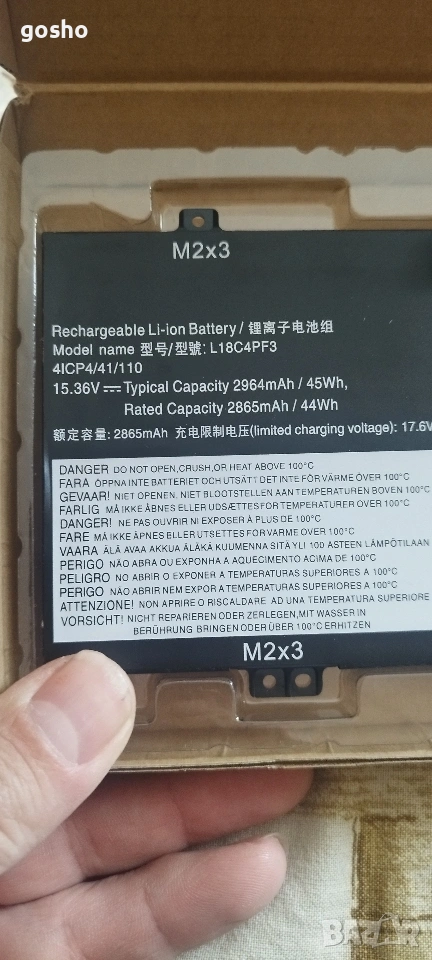 gosho
M2x3
Rechargeable Li-ion Battery / 锂离子电池组
Model name 型号/型號: L18C4PF3
4ICP4/41/110
15.36V ⎓ Typical Capacity 2964mAh / 45Wh,
Rated Capacity 2865mAh / 44Wh
额定容量: 2865mAh 充电限制电压(limited charging voltage): 17.6V
DANGER DO NOT OPEN,CRUSH,OR HEAT ABOVE 100°C
FARA ÖPPNA INTE BATTERIET OCH UTSÄTT DET INTE FÖR VÄRME ÖVER 100°C
GEVAAR! NIET OPENEN, NIET BLOOTSTELLEN AAN TEMPERATUREN BOVEN 100°C
FARLIG MÅ IKKE ÅBNES ELLER UDSÆTTES FOR TEMPERATURER OVER 100°C
DANGER! NE PAS OUVRIR NI EXPOSER À PLUS DE 100°C
FARE MÅ IKKE ÅPNES ELLER UTSETTES FOR VARME OVER 100°C
VAARA ÄLÄ AVAA AKKUA ÄLÄKÄ KUUMENNA SITÄ YLI 100 ASTEEN LÄMPÖTILAAN
PERIGO NÃO ABRA OU EXPONHA A AQUECIMENTO ACIMA DE 100°C
PELIGRO NO ABRIR O EXPONER A TEMPERATURAS SUPERIORES A 100°C
PERIGO NÃO ABRIR NEM EXPOR A TEMPERATURAS SUPERIORES A 100°C
ATTENZIONE! NON APRIRE O RISCALDARE AD UNA TEMPERATURA SUPERIORE
VORSICHT! NICHT REPARIEREN ODER ZERLEGEN,MIT WASSER IN
BERÜHRUNG BRINGEN ODER ÜBER 100°C ERHITZEN
M2x3
BAZAR